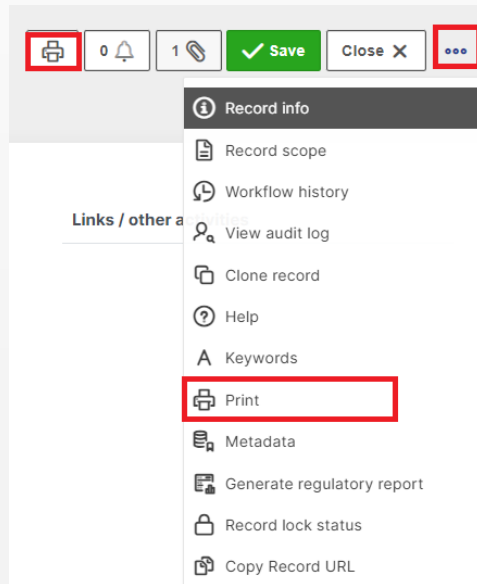 0 1 Save Close X
Record info
Record scope
Workflow history
Links / other activities
View audit log
Clone record
Help
Keywords
Print
Metadata
Generate regulatory report
Record lock status
Copy Record URL